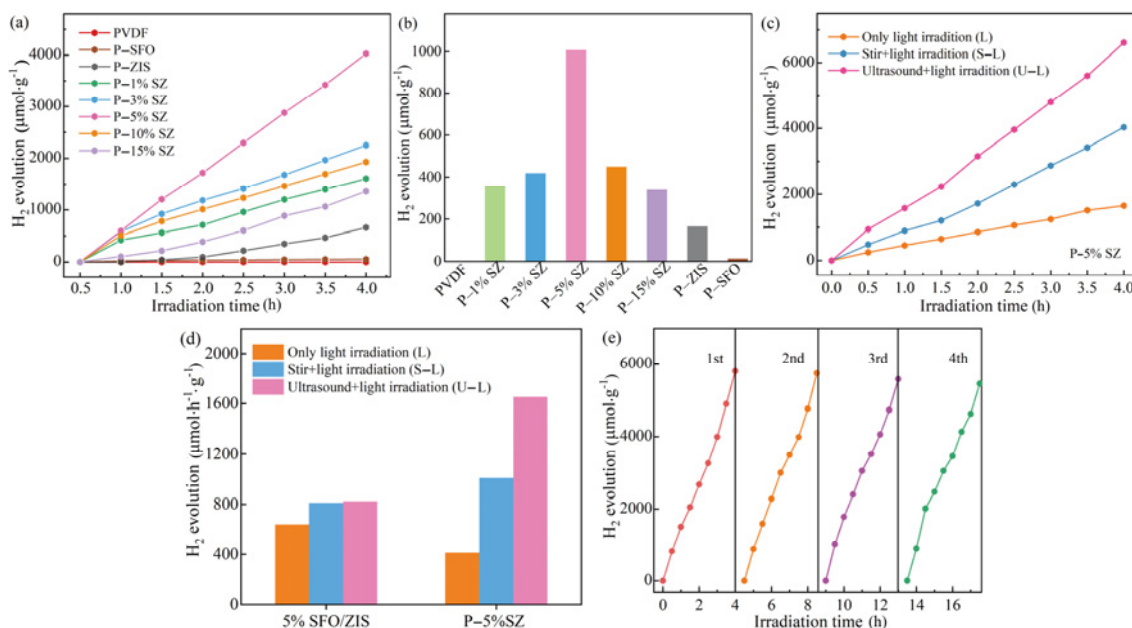 (a)
PVDF
P–SFO
P–ZIS
P–1% SZ
P–3% SZ
P–5% SZ
P–10% SZ
P–15% SZ
H₂ evolution (μmol·g⁻¹)
4000
3000
2000
1000
0
0.5 1.0 1.5 2.0 2.5 3.0 3.5 4.0
Irradiation time (h)
(b)
H₂ evolution (μmol·g⁻¹)
1000
800
600
400
200
0
PVDF
P–1% SZ
P–3% SZ
P–5% SZ
P–10% SZ
P–15% SZ
P–ZIS
P–SFO
(c)
Only light irradition (L)
Stir+light irradition (S–L)
Ultrasound+light irradition (U–L)
H₂ evolution (μmol·g⁻¹)
6000
4000
2000
0
P–5% SZ
0.0 0.5 1.0 1.5 2.0 2.5 3.0 3.5 4.0
Irradiation time (h)
(d)
Only light irradiation (L)
Stir+light irradiation (S–L)
Ultrasound+light irradiation (U–L)
H₂ evolution (μmol·h⁻¹·g⁻¹)
2000
1600
1200
800
400
0
5% SFO/ZIS P–5%SZ
(e)
1st 2nd 3rd 4th
H₂ evolution (μmol·g⁻¹)
6000
4000
2000
0
0 2 4 6 8 10 12 14 16
Irradiation time (h)